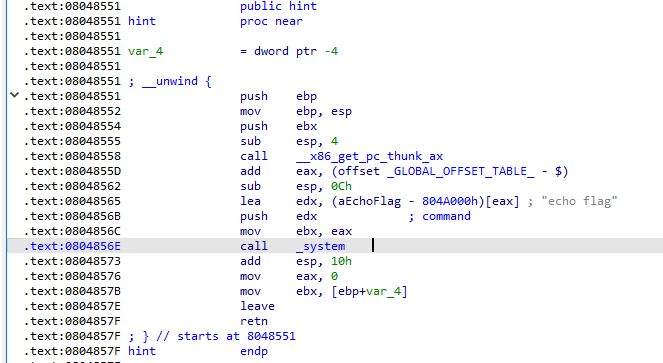 .text:08048551 public hint
.text:08048551 hint proc near
.text:08048551
.text:08048551 var_4 = dword ptr -4
.text:08048551
.text:08048551 ; __unwind {
.text:08048551 push ebp
.text:08048552 mov ebp, esp
.text:08048554 push ebx
.text:08048555 sub esp, 4
.text:08048558 call __x86_get_pc_thunk_ax
.text:0804855D add eax, (offset _GLOBAL_OFFSET_TABLE_ - $)
.text:08048562 sub esp, 0Ch
.text:08048565 lea edx, (aEchoFlag - 804A000h)[eax] ; "echo flag"
.text:0804856B push edx ; command
.text:0804856C mov ebx, eax
.text:0804856E call _system
.text:08048573 add esp, 10h
.text:08048576 mov eax, 0
.text:0804857B mov ebx, [ebp+var_4]
.text:0804857E leave
.text:0804857F retn
.text:0804857F ; } // starts at 8048551
.text:0804857F hint endp